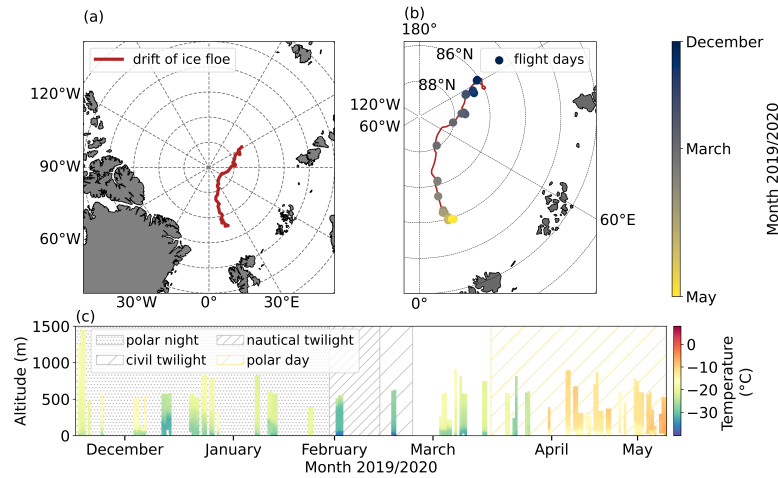 (a)
drift of ice floe
120°W
90°W
60°W
30°W
0°
30°E
(b)
180°
86°N
88°N
flight days
120°W
60°W
60°E
0°
December
March
May
Month 2019/2020
(c)
1500
1000
500
0
Altitude (m)
polar night
civil twilight
nautical twilight
polar day
December
January
February
March
April
May
Month 2019/2020
0
−10
−20
−30
Temperature
(°C)